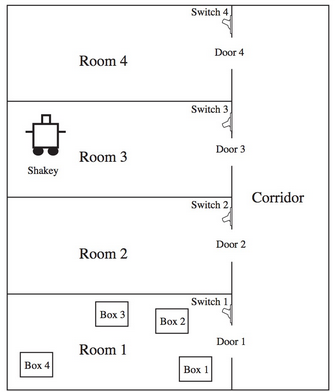 Switch 4
Door 4
Room 4
Switch 3
Door 3
Room 3
Shakey
Corridor
Switch 2
Door 2
Room 2
Switch 1
Box 3
Box 2
Door 1
Room 1
Box 4
Box 1